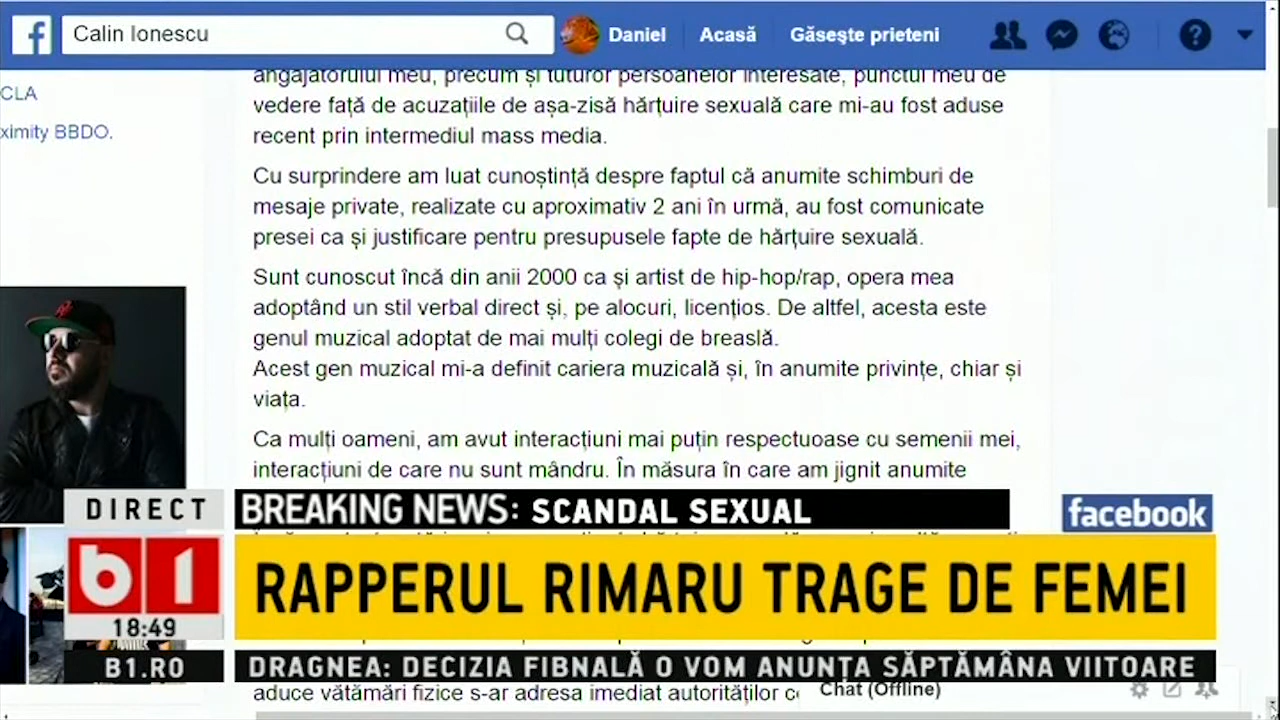 f
Calin Ionescu
Daniel
Acasă
Găseşte prieteni
?
angajatorului meu, precum și tuturor persoanelor interesate, punctul meu de
CLA
vedere față de acuzațiile de așa-zisă hărțuire sexuală care mi-au fost aduse
ximity BBDO.
recent prin intermediul mass media.
Cu surprindere am luat cunoștință despre faptul că anumite schimburi de
mesaje private, realizate cu aproximativ 2 ani în urmă, au fost comunicate
presei ca și justificare pentru presupusele fapte de hărțuire sexuală.
Sunt cunoscut încă din anii 2000 ca și artist de hip-hop/rap, opera mea
adoptând un stil verbal direct și, pe alocuri, licențios. De altfel, acesta este
genul muzical adoptat de mai mulți colegi de breaslă.
Acest gen muzical mi-a definit cariera muzicală și, în anumite privințe, chiar și
viața.
Ca mulți oameni, am avut interacțiuni mai puțin respectuoase cu semenii mei,
interacțiuni de care nu sunt mândru. În măsura în care am jignit anumite
DIRECT
BREAKING NEWS: SCANDAL SEXUAL
facebook
b1
RAPPERUL RIMARU TRAGE DE FEMEI
18:49
B1.RO
DRAGNEA: DECIZIA FIBNALĂ O VOM ANUNȚA SĂPTĂMÂNA VIITOARE
aduce vătămări fizice s-ar adresa imediat autorităților
Chat (Offline)